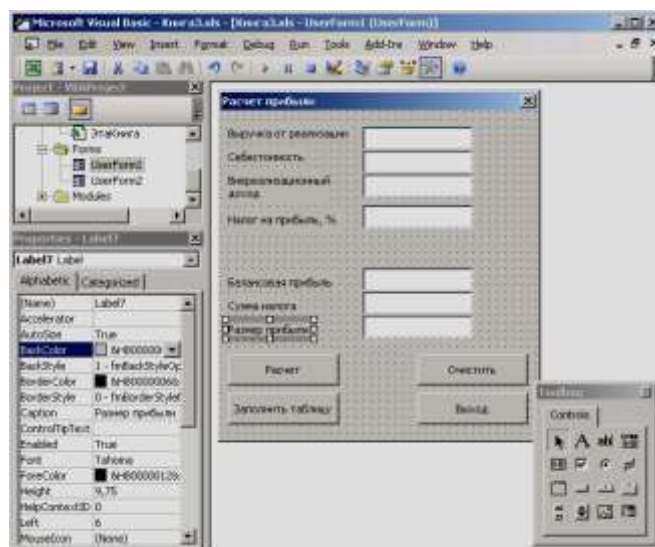 Microsoft Visual Basic - Книга3.xls - [Книга3.xls - UserForm1 (UserForm)]
File Edit View Insert Format Debug Run Tools Add-Ins Window Help
Project - VBAProject
ЭтаКнига
Forms
UserForm1
UserForm2
Modules
Properties - Label7
Label7 Label
Alphabetic Categorized
(Name) Label7
Accelerator
AutoSize True
BackColor
BackStyle 1 - fmBackStyleOp
BorderColor
BorderStyle 0 - fmBorderStyle
Caption Размер прибыли
ControlTipText
Enabled True
Font Tahoma
ForeColor
Height 9,75
HelpContextID 0
Left 6
MouseIcon (None)
Расчет прибыли
Выручка от реализации
Себестоимость
Внереализационный
доход
Налог на прибыль, %
Балансовая прибыль
Сумма налога
Размер прибыли
Расчет
Очистить
Заполнить таблицу
Выход
Toolbox
Controls